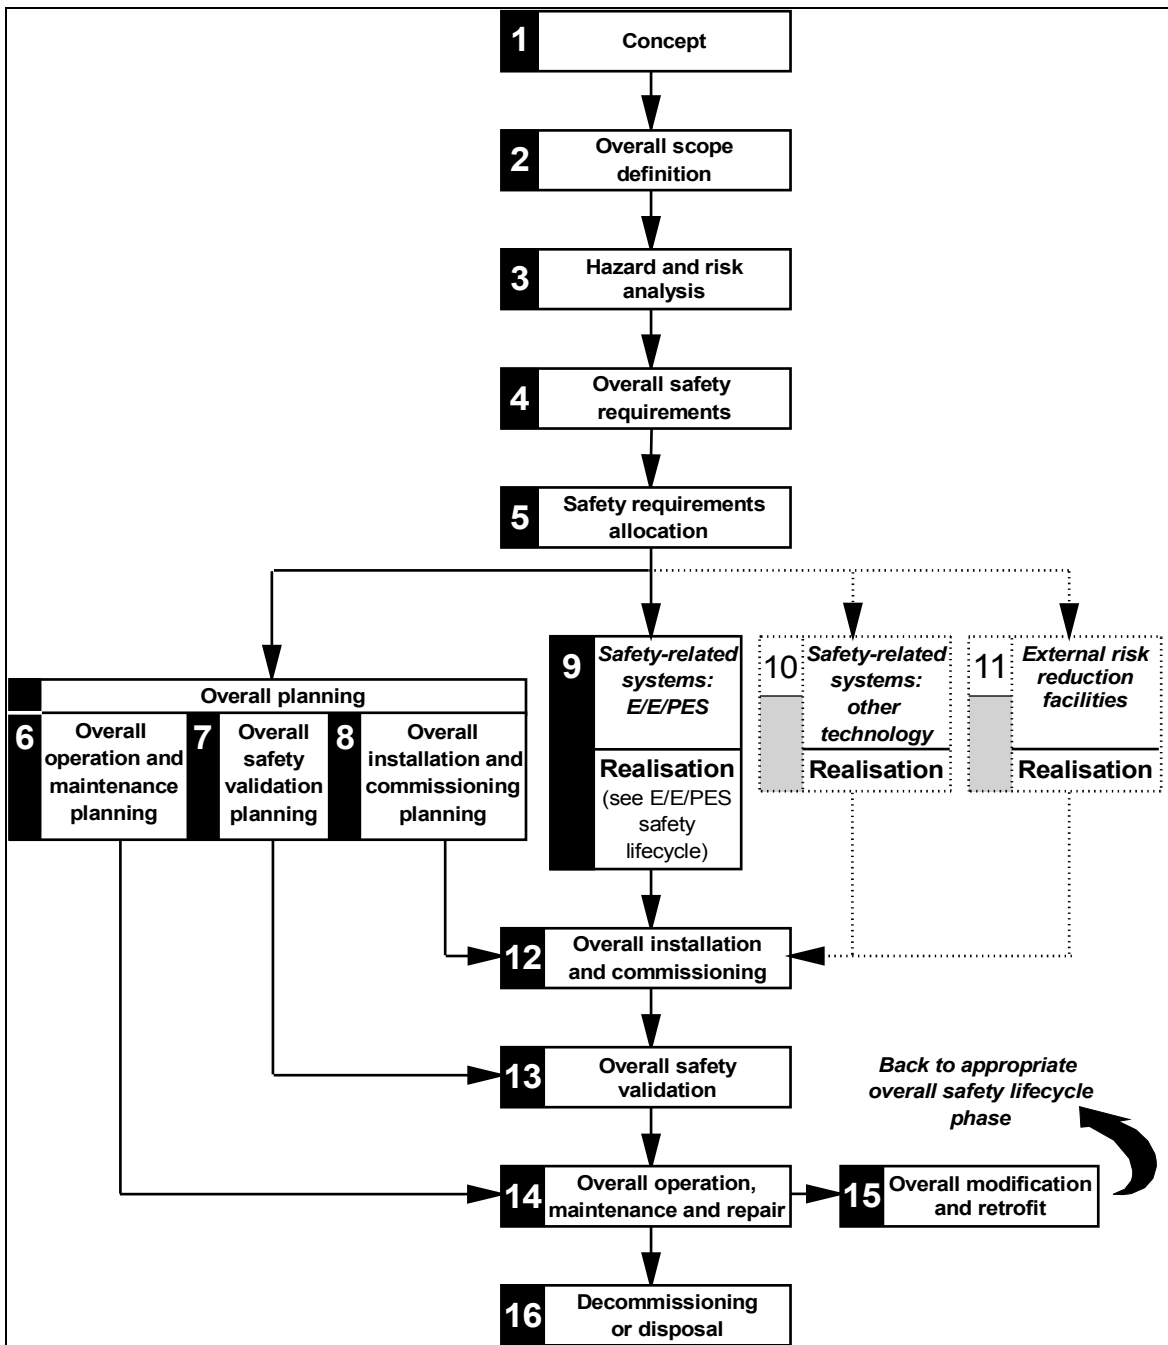 1
Concept
2
Overall scope
definition
3
Hazard and risk
analysis
4
Overall safety
requirements
5
Safety requirements
allocation
Overall planning
6
Overall
operation and
maintenance
planning
7
Overall
safety
validation
planning
8
Overall
installation and
commissioning
planning
9
Safety-related
systems:
E/E/PES
Realisation
(see E/E/PES
safety
lifecycle)
10
Safety-related
systems:
other
technology
Realisation
11
External risk
reduction
facilities
Realisation
12
Overall installation
and commissioning
13
Overall safety
validation
Back to appropriate
overall safety lifecycle
phase
14
Overall operation,
maintenance and repair
15
Overall modification
and retrofit
16
Decommissioning
or disposal